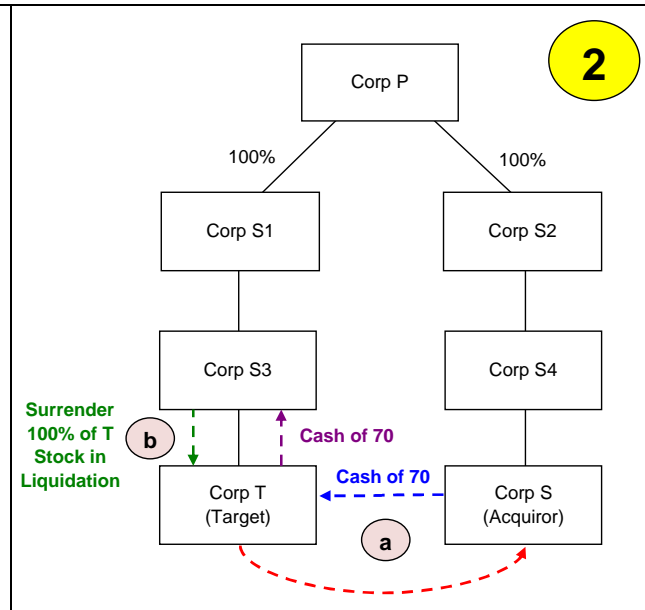 2
Corp P
100%
100%
Corp S1
Corp S2
Corp S3
Corp S4
Surrender
100% of T
Stock in
Liquidation
b
Cash of 70
Cash of 70
Corp T
(Target)
Corp S
(Acquiror)
a